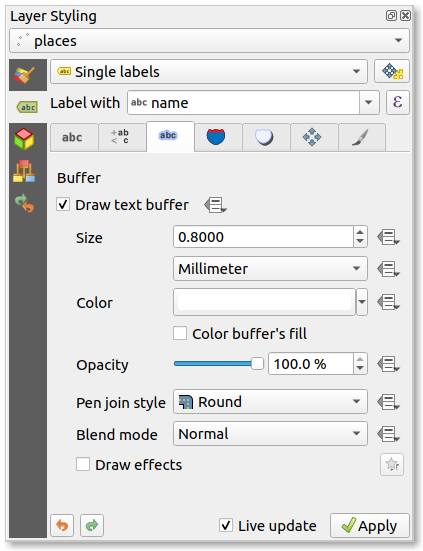 Layer Styling
places
abc Single labels
Label with abc name ε
abc
abc
+ab
c
abc
Buffer
Draw text buffer
Size 0.8000
Millimeter
Color
Color buffer's fill
Opacity 100.0 %
Pen join style Round
Blend mode Normal
Draw effects
Live update Apply